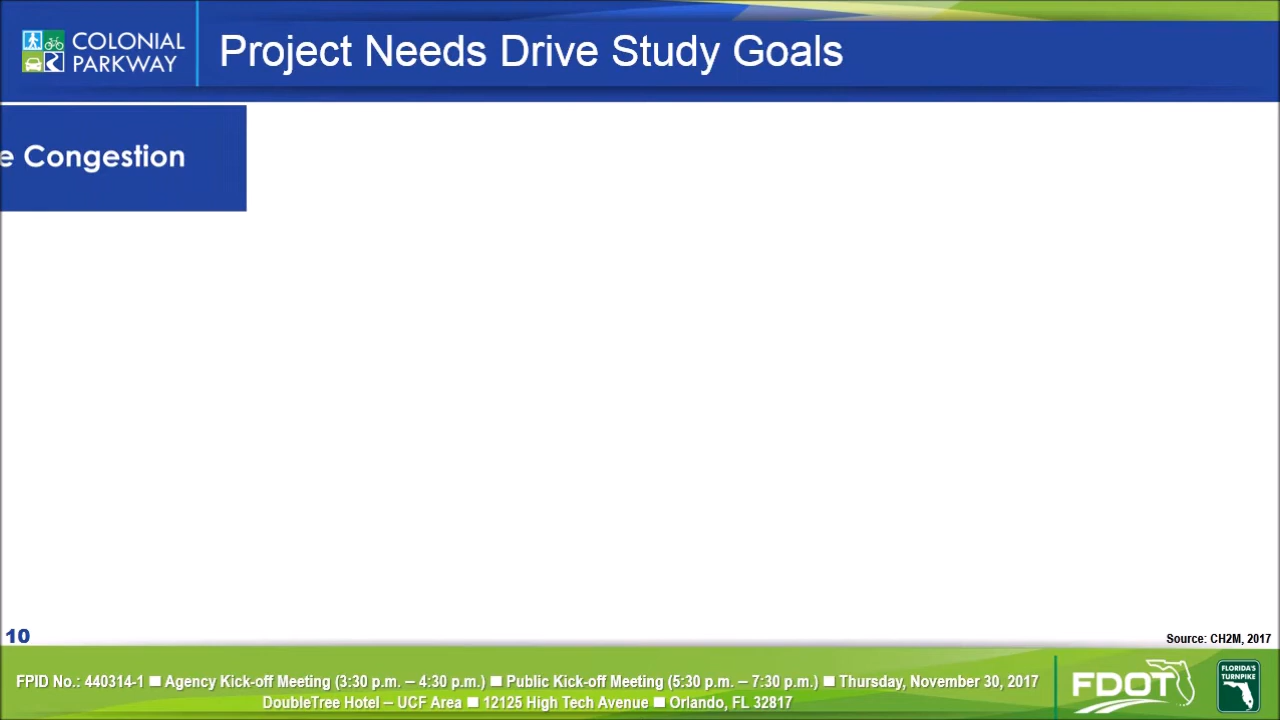 COLONIAL
PARKWAY
Project Needs Drive Study Goals
e Congestion
10
Source: CH2M, 2017
FPID No.: 440314-1 ■ Agency Kick-off Meeting (3:30 p.m. – 4:30 p.m.) ■ Public Kick-off Meeting (5:30 p.m. – 7:30 p.m.) ■ Thursday, November 30, 2017
DoubleTree Hotel – UCF Area ■ 12125 High Tech Avenue ■ Orlando, FL 32817
FDOT
FLORIDA'S
TURNPIKE